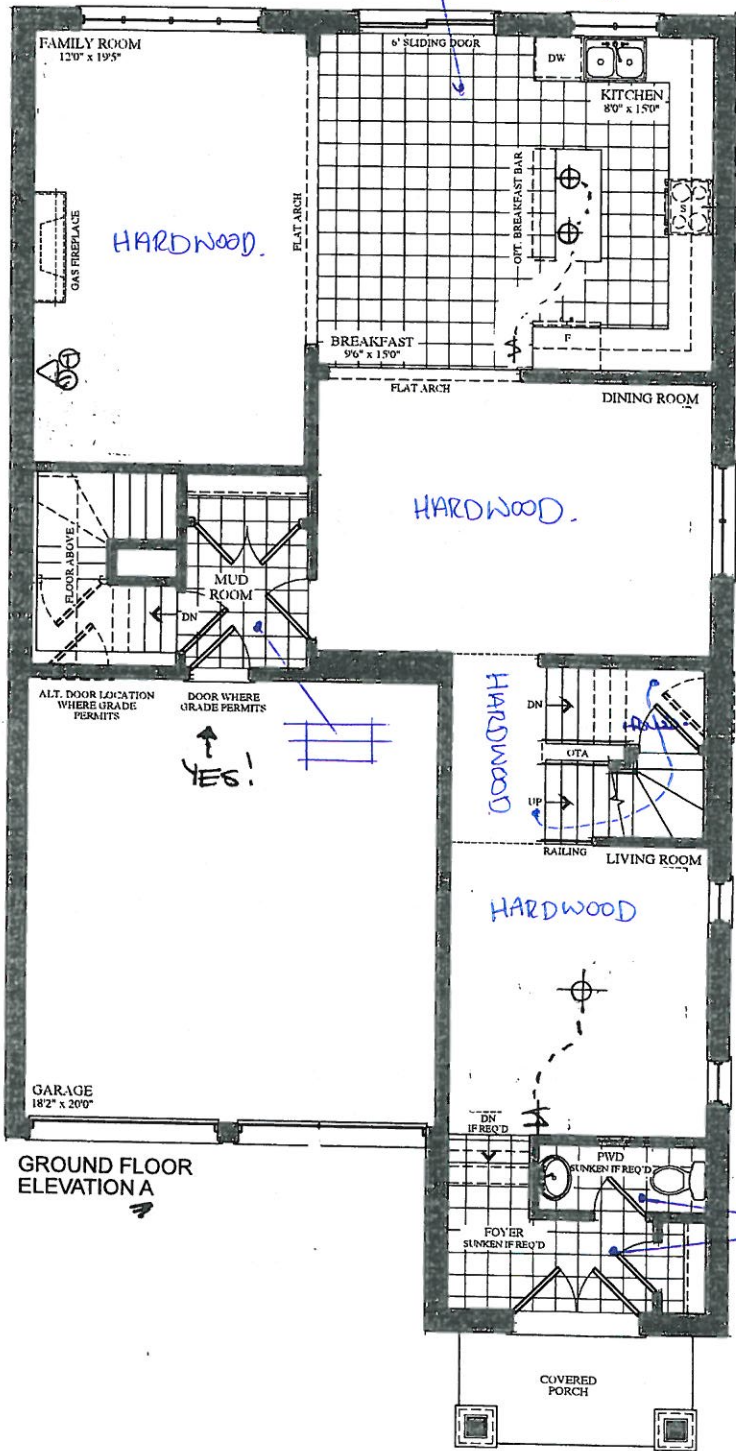 FAMILY ROOM
12'0" x 19'5"
6' SLIDING DOOR
DW
KITCHEN
8'0" x 15'0"
OPT. BREAKFAST BAR
S
GAS FIREPLACE
HARDWOOD.
FLAT ARCH
BREAKFAST
9'6" x 15'0"
F
FLAT ARCH
DINING ROOM
HARDWOOD.
FLOOR ABOVE
MUD
ROOM
DN
ALT. DOOR LOCATION
WHERE GRADE
PERMITS
DOOR WHERE
GRADE PERMITS
YES!
HARDWOOD
DN
OTA
UP
RAILING
LIVING ROOM
HARDWOOD
GARAGE
18'2" x 20'0"
DN
IF REQ'D
PWD
SUNKEN IF REQ'D
GROUND FLOOR
ELEVATION A
FOYER
SUNKEN IF REQ'D
COVERED
PORCH